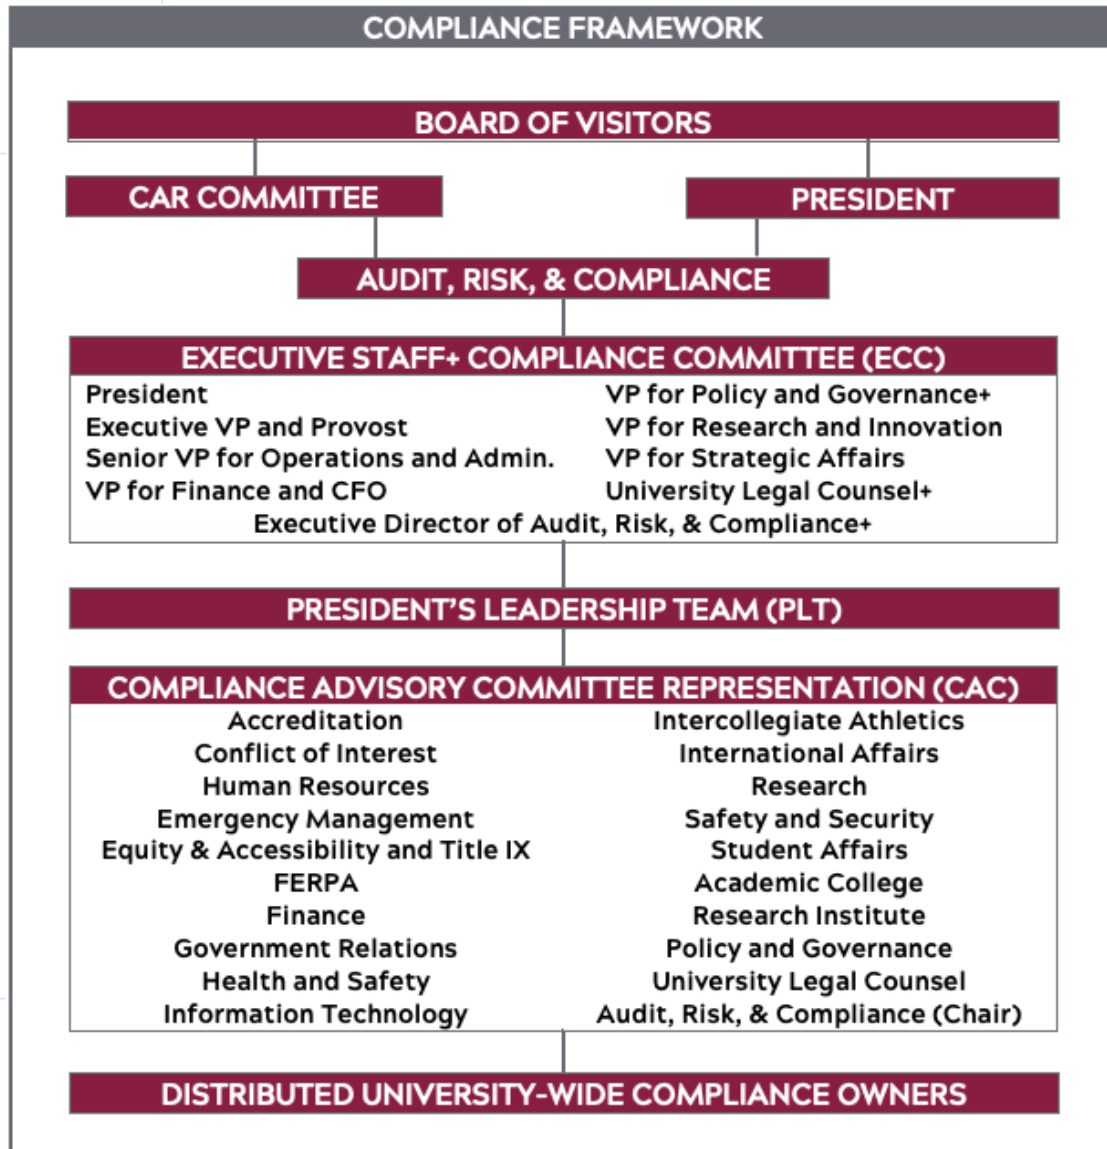 COMPLIANCE FRAMEWORK
BOARD OF VISITORS
CAR COMMITTEE
PRESIDENT
AUDIT, RISK, & COMPLIANCE
EXECUTIVE STAFF+ COMPLIANCE COMMITTEE (ECC)
President
Executive VP and Provost
Senior VP for Operations and Admin.
VP for Finance and CFO
VP for Policy and Governance+
VP for Research and Innovation
VP for Strategic Affairs
University Legal Counsel+
Executive Director of Audit, Risk, & Compliance+
PRESIDENT’S LEADERSHIP TEAM (PLT)
COMPLIANCE ADVISORY COMMITTEE REPRESENTATION (CAC)
Accreditation
Conflict of Interest
Human Resources
Emergency Management
Equity & Accessibility and Title IX
FERPA
Finance
Government Relations
Health and Safety
Information Technology
Intercollegiate Athletics
International Affairs
Research
Safety and Security
Student Affairs
Academic College
Research Institute
Policy and Governance
University Legal Counsel
Audit, Risk, & Compliance (Chair)
DISTRIBUTED UNIVERSITY-WIDE COMPLIANCE OWNERS